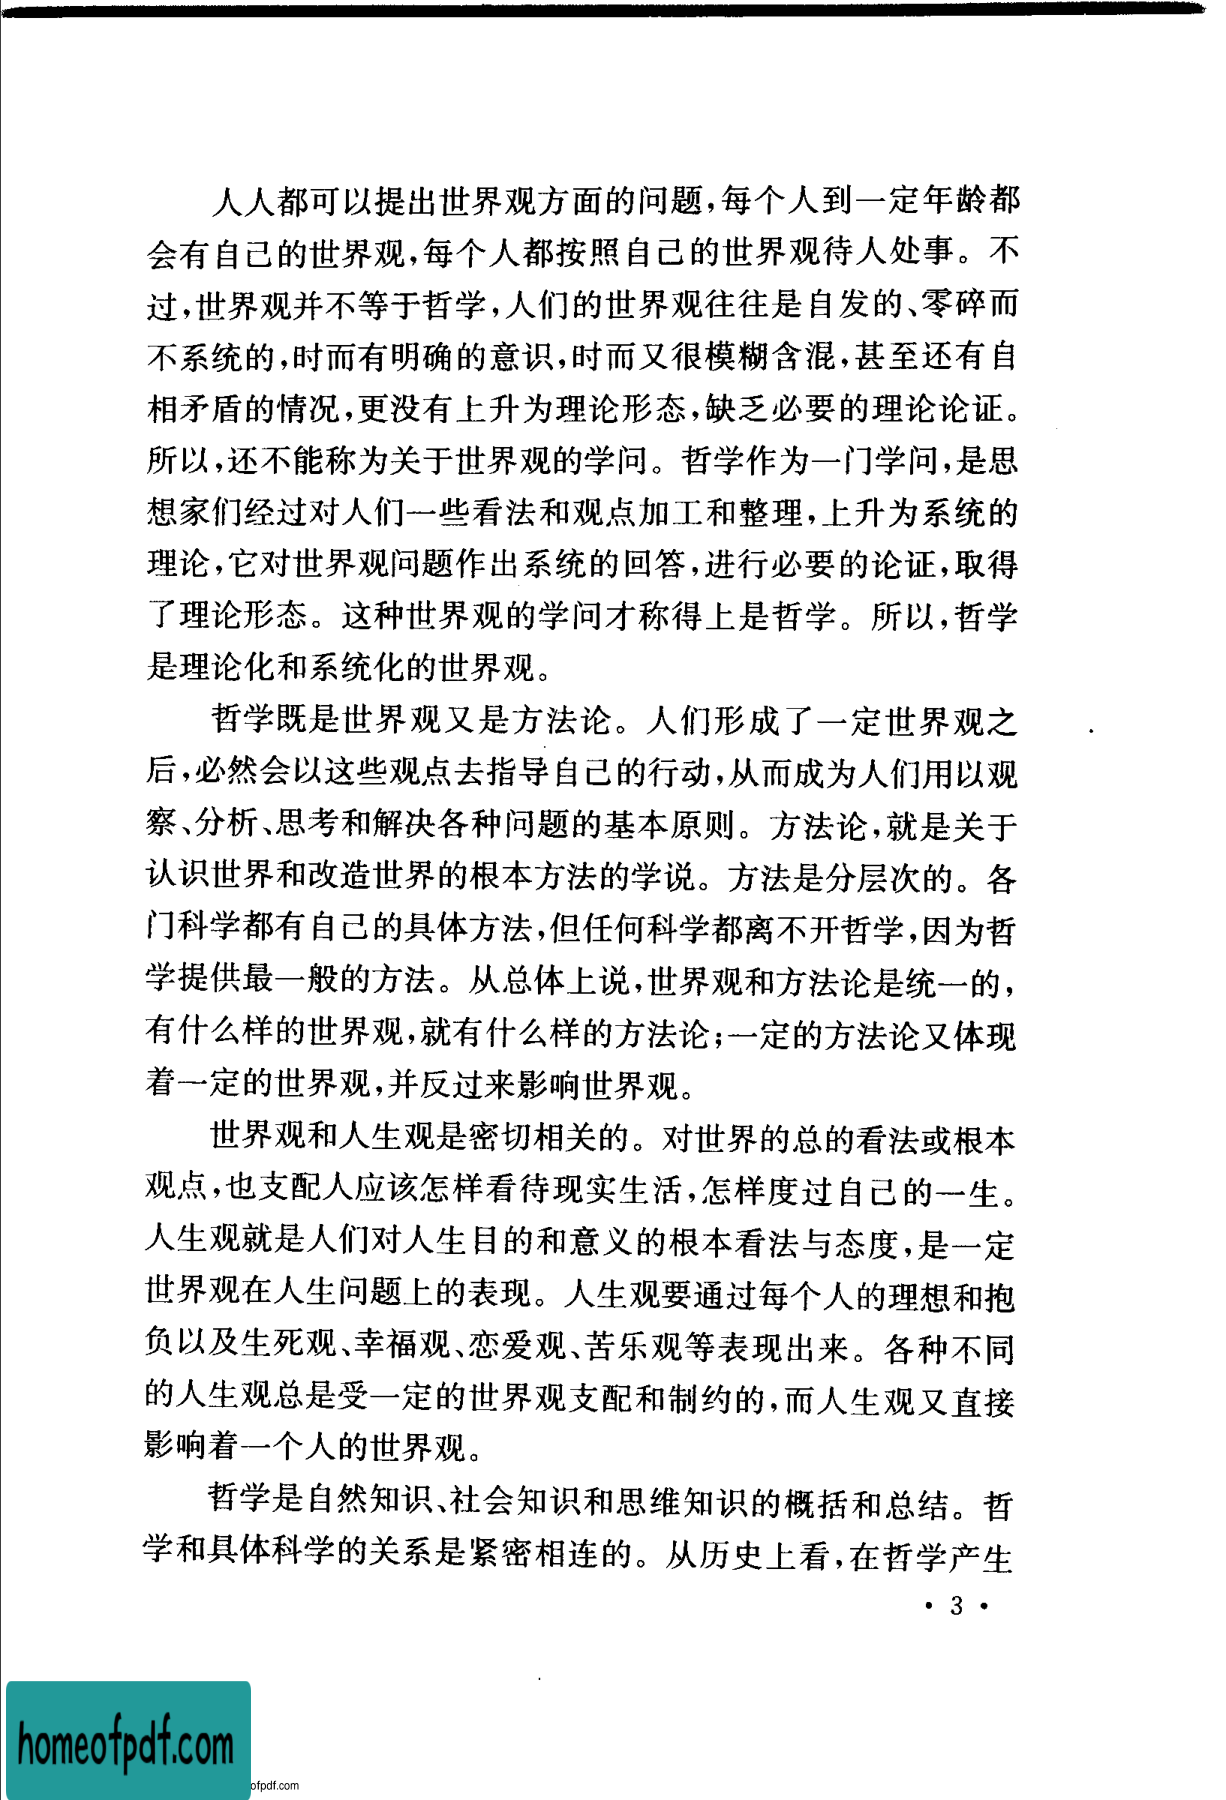 人人都可以提出世界观方面的问题,每个人到一定年龄都
会有自己的世界观,每个人都按照自己的世界观待人处事。不
过,世界观并不等于哲学,人们的世界观往往是自发的、零碎而
不系统的,时而有明确的意识,时而又很模糊含混,甚至还有自
相矛盾的情况,更没有上升为理论形态,缺乏必要的理论论证。
所以,还不能称为关于世界观的学问。哲学作为一门学问,是思
想家们经过对人们一些看法和观点加工和整理,上升为系统的
理论,它对世界观问题作出系统的回答,进行必要的论证,取得
了理论形态。这种世界观的学问才称得上是哲学。所以,哲学
是理论化和系统化的世界观。
哲学既是世界观又是方法论。人们形成了一定世界观之
后,必然会以这些观点去指导自己的行动,从而成为人们用以观
察、分析、思考和解决各种问题的基本原则。方法论,就是关于
认识世界和改造世界的根本方法的学说。方法是分层次的。各
门科学都有自己的具体方法,但任何科学都离不开哲学,因为哲
学提供最一般的方法。从总体上说,世界观和方法论是统一的,
有什么样的世界观,就有什么样的方法论;一定的方法论又体现
着一定的世界观,并反过来影响世界观。
世界观和人生观是密切相关的。对世界的总的看法或根本
观点,也支配人应该怎样看待现实生活,怎样度过自己的一生。
人生观就是人们对人生目的和意义的根本看法与态度,是一定
世界观在人生问题上的表现。人生观要通过每个人的理想和抱
负以及生死观、幸福观、恋爱观、苦乐观等表现出来。各种不同
的人生观总是受一定的世界观支配和制约的,而人生观又直接
影响着一个人的世界观。
哲学是自然知识、社会知识和思维知识的概括和总结。哲
学和具体科学的关系是紧密相连的。从历史上看,在哲学产生
• 3 •
homeofpdf.com
ofpdf.com